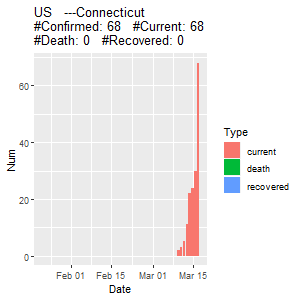 US   ---Connecticut
#Confirmed: 68   #Current: 68
#Death: 0   #Recovered: 0
60
40
20
0
Num
Feb 01 Feb 15 Mar 01 Mar 15
Date
Type
current
death
recovered